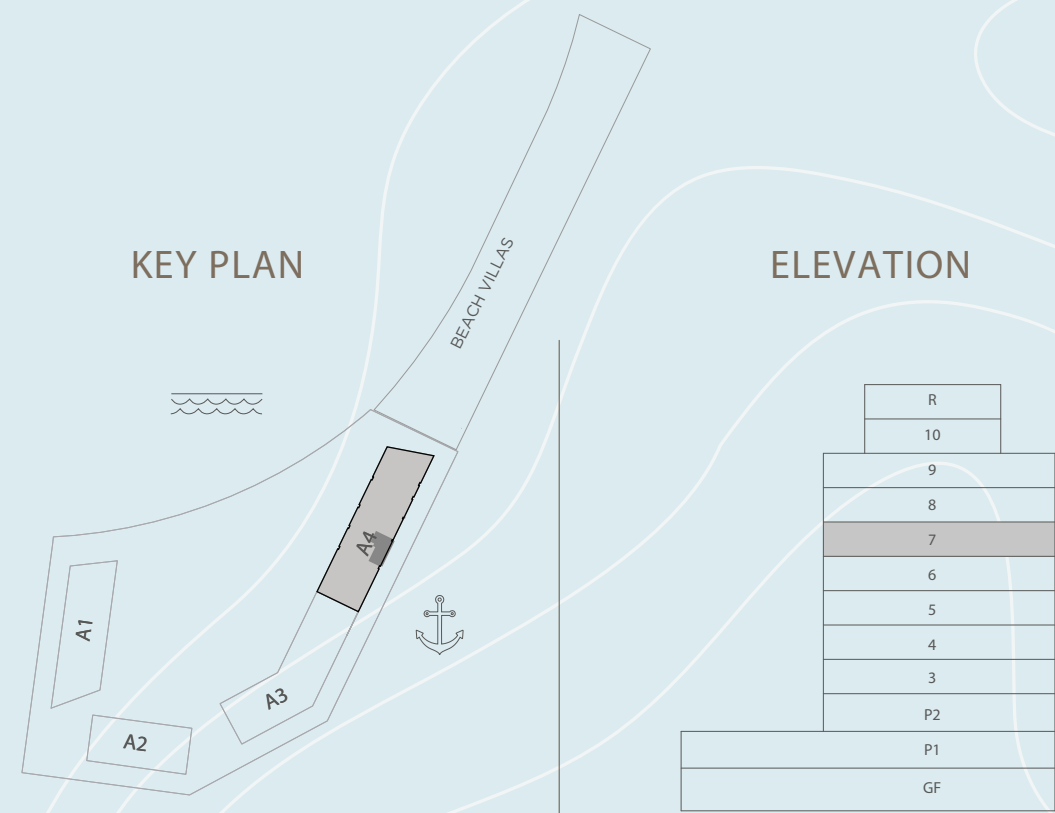 KEY PLAN
BEACH VILLAS
A4
A1
A3
A2
ELEVATION
R
10
9
8
7
6
5
4
3
P2
P1
GF